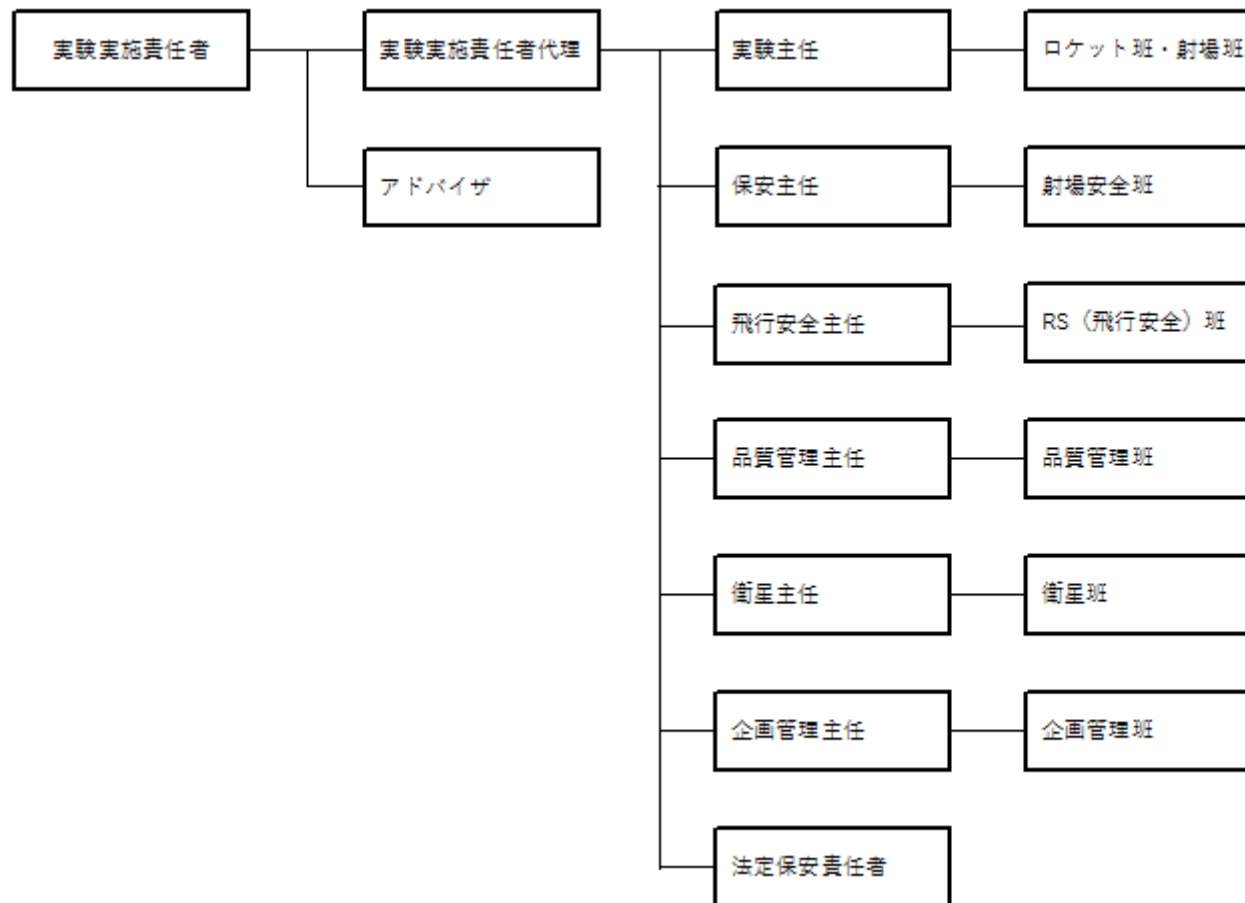 実験実施責任者
実験実施責任者代理
実験主任
ロケット班・射場班
アドバイザ
保安主任
射場安全班
飛行安全主任
RS（飛行安全）班
品質管理主任
品質管理班
衛星主任
衛星班
企画管理主任
企画管理班
法定保安責任者